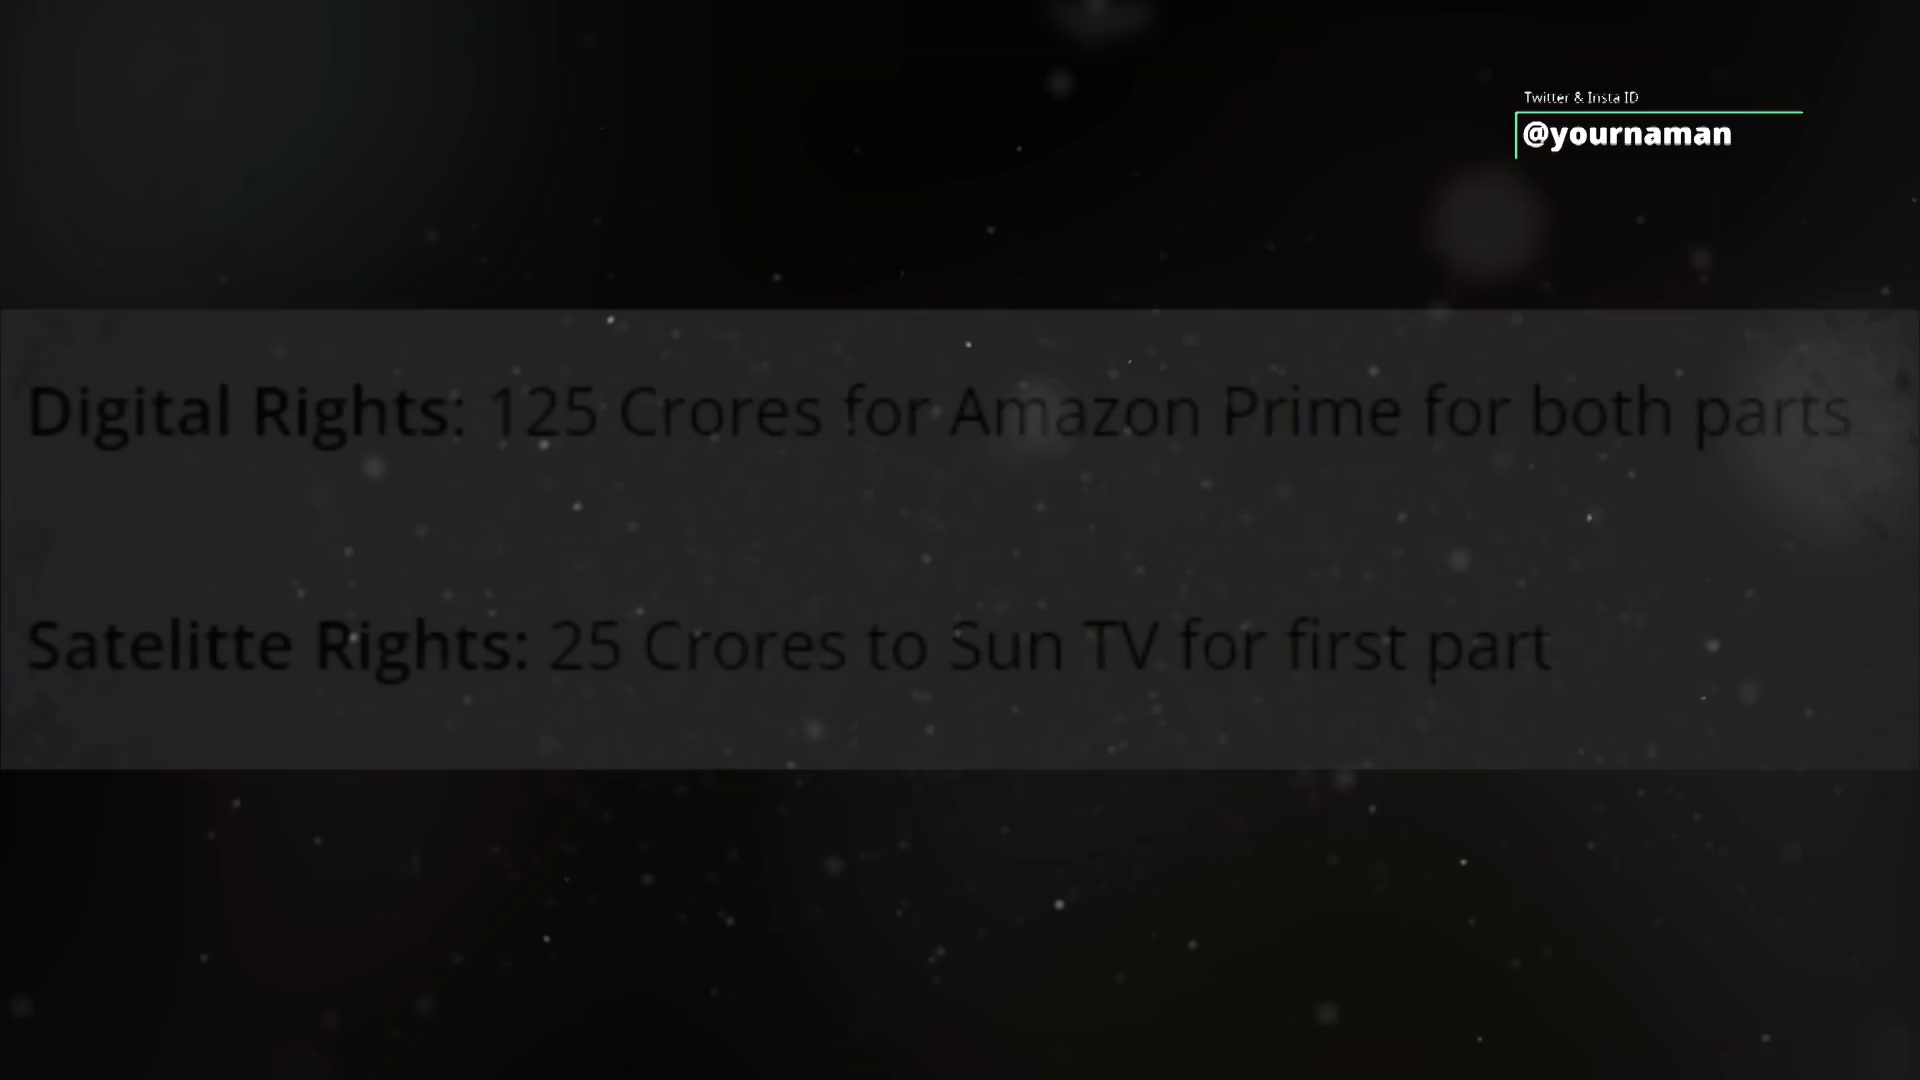 Twitter & Insta ID
@yournaman
Digital Rights: 125 Crores for Amazon Prime for both parts
Satelitte Rights: 25 Crores to Sun TV for first part